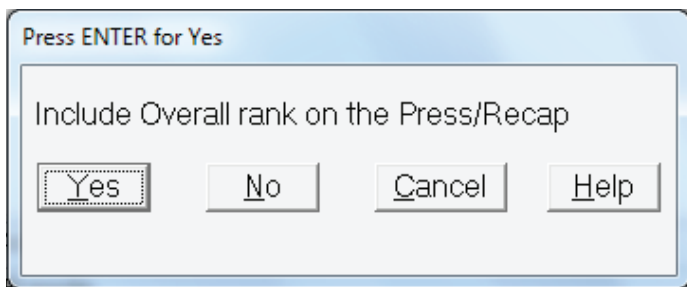 Press ENTER for Yes
Include Overall rank on the Press/Recap
Yes No Cancel Help